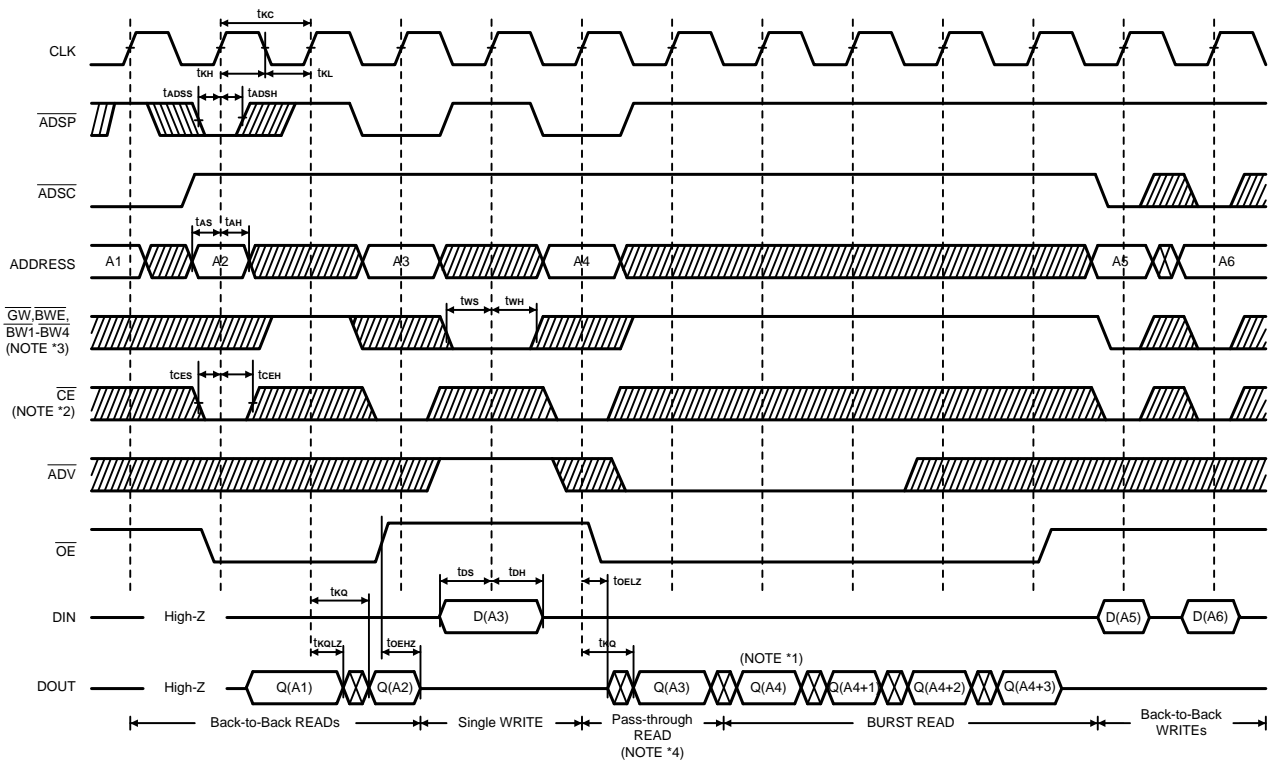 tKC
CLK
tKH
tKL
tADSS
tADSH
ADSP
ADSC
tAS
tAH
ADDRESS
A1
A2
A3
A4
A5
A6
GW,BWE,
BW1-BW4
(NOTE *3)
tWS
tWH
tCES
tCEH
CE
(NOTE *2)
ADV
OE
tDS
tDH
tOELZ
tKQ
DIN
High-Z
D(A3)
D(A5)
D(A6)
tKQLZ
tOEHZ
tKQ
(NOTE *1)
DOUT
High-Z
Q(A1)
Q(A2)
Q(A3)
Q(A4)
Q(A4+1)
Q(A4+2)
Q(A4+3)
Back-to-Back READs
Single WRITE
Pass-through
READ
(NOTE *4)
BURST READ
Back-to-Back
WRITEs